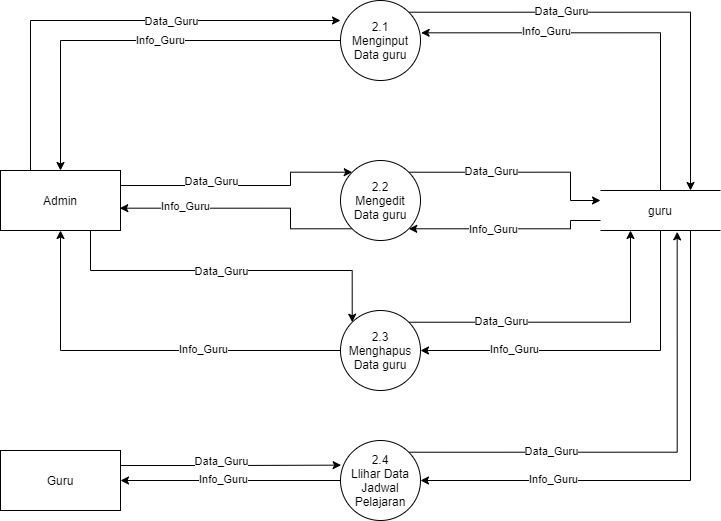 Data_Guru
Info_Guru
2.1
Menginput
Data guru
Data_Guru
Info_Guru
Admin
Data_Guru
Info_Guru
2.2
Mengedit
Data guru
Data_Guru
Info_Guru
guru
Data_Guru
Info_Guru
2.3
Menghapus
Data guru
Data_Guru
Info_Guru
Guru
Data_Guru
Info_Guru
2.4
Llihar Data
Jadwal
Pelajaran
Data_Guru
Info_Guru